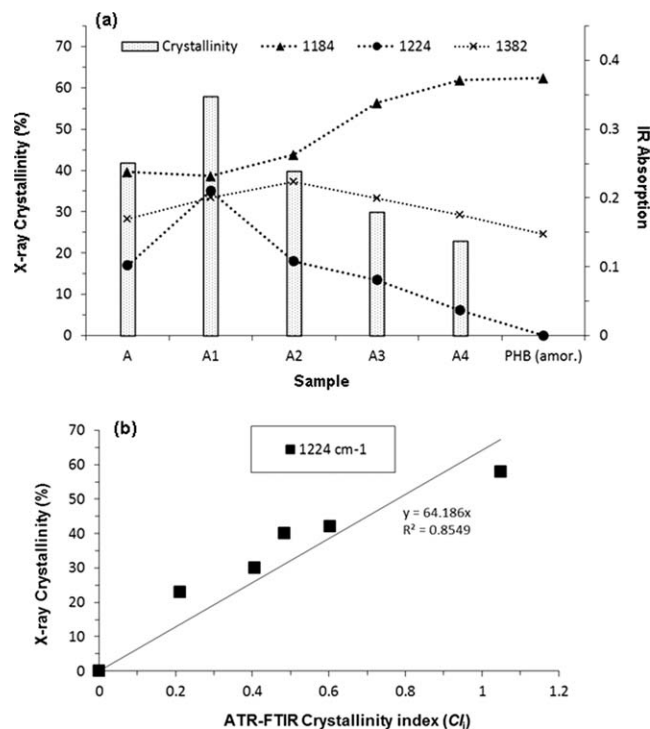 (a)
Crystallinity 1184 1224 1382
70
60
50
40
30
20
10
0
X-ray Crystallinity (%)
0.4
0.3
0.2
0.1
0
IR Absorption
A A1 A2 A3 A4 PHB (amor.)
Sample
(b)
1224 cm-1
70
60
50
40
30
20
10
0
X-ray Crystallinity (%)
y = 64.186x
R² = 0.8549
0 0.2 0.4 0.6 0.8 1 1.2
ATR-FTIR Crystallinity index (CIᵢ)